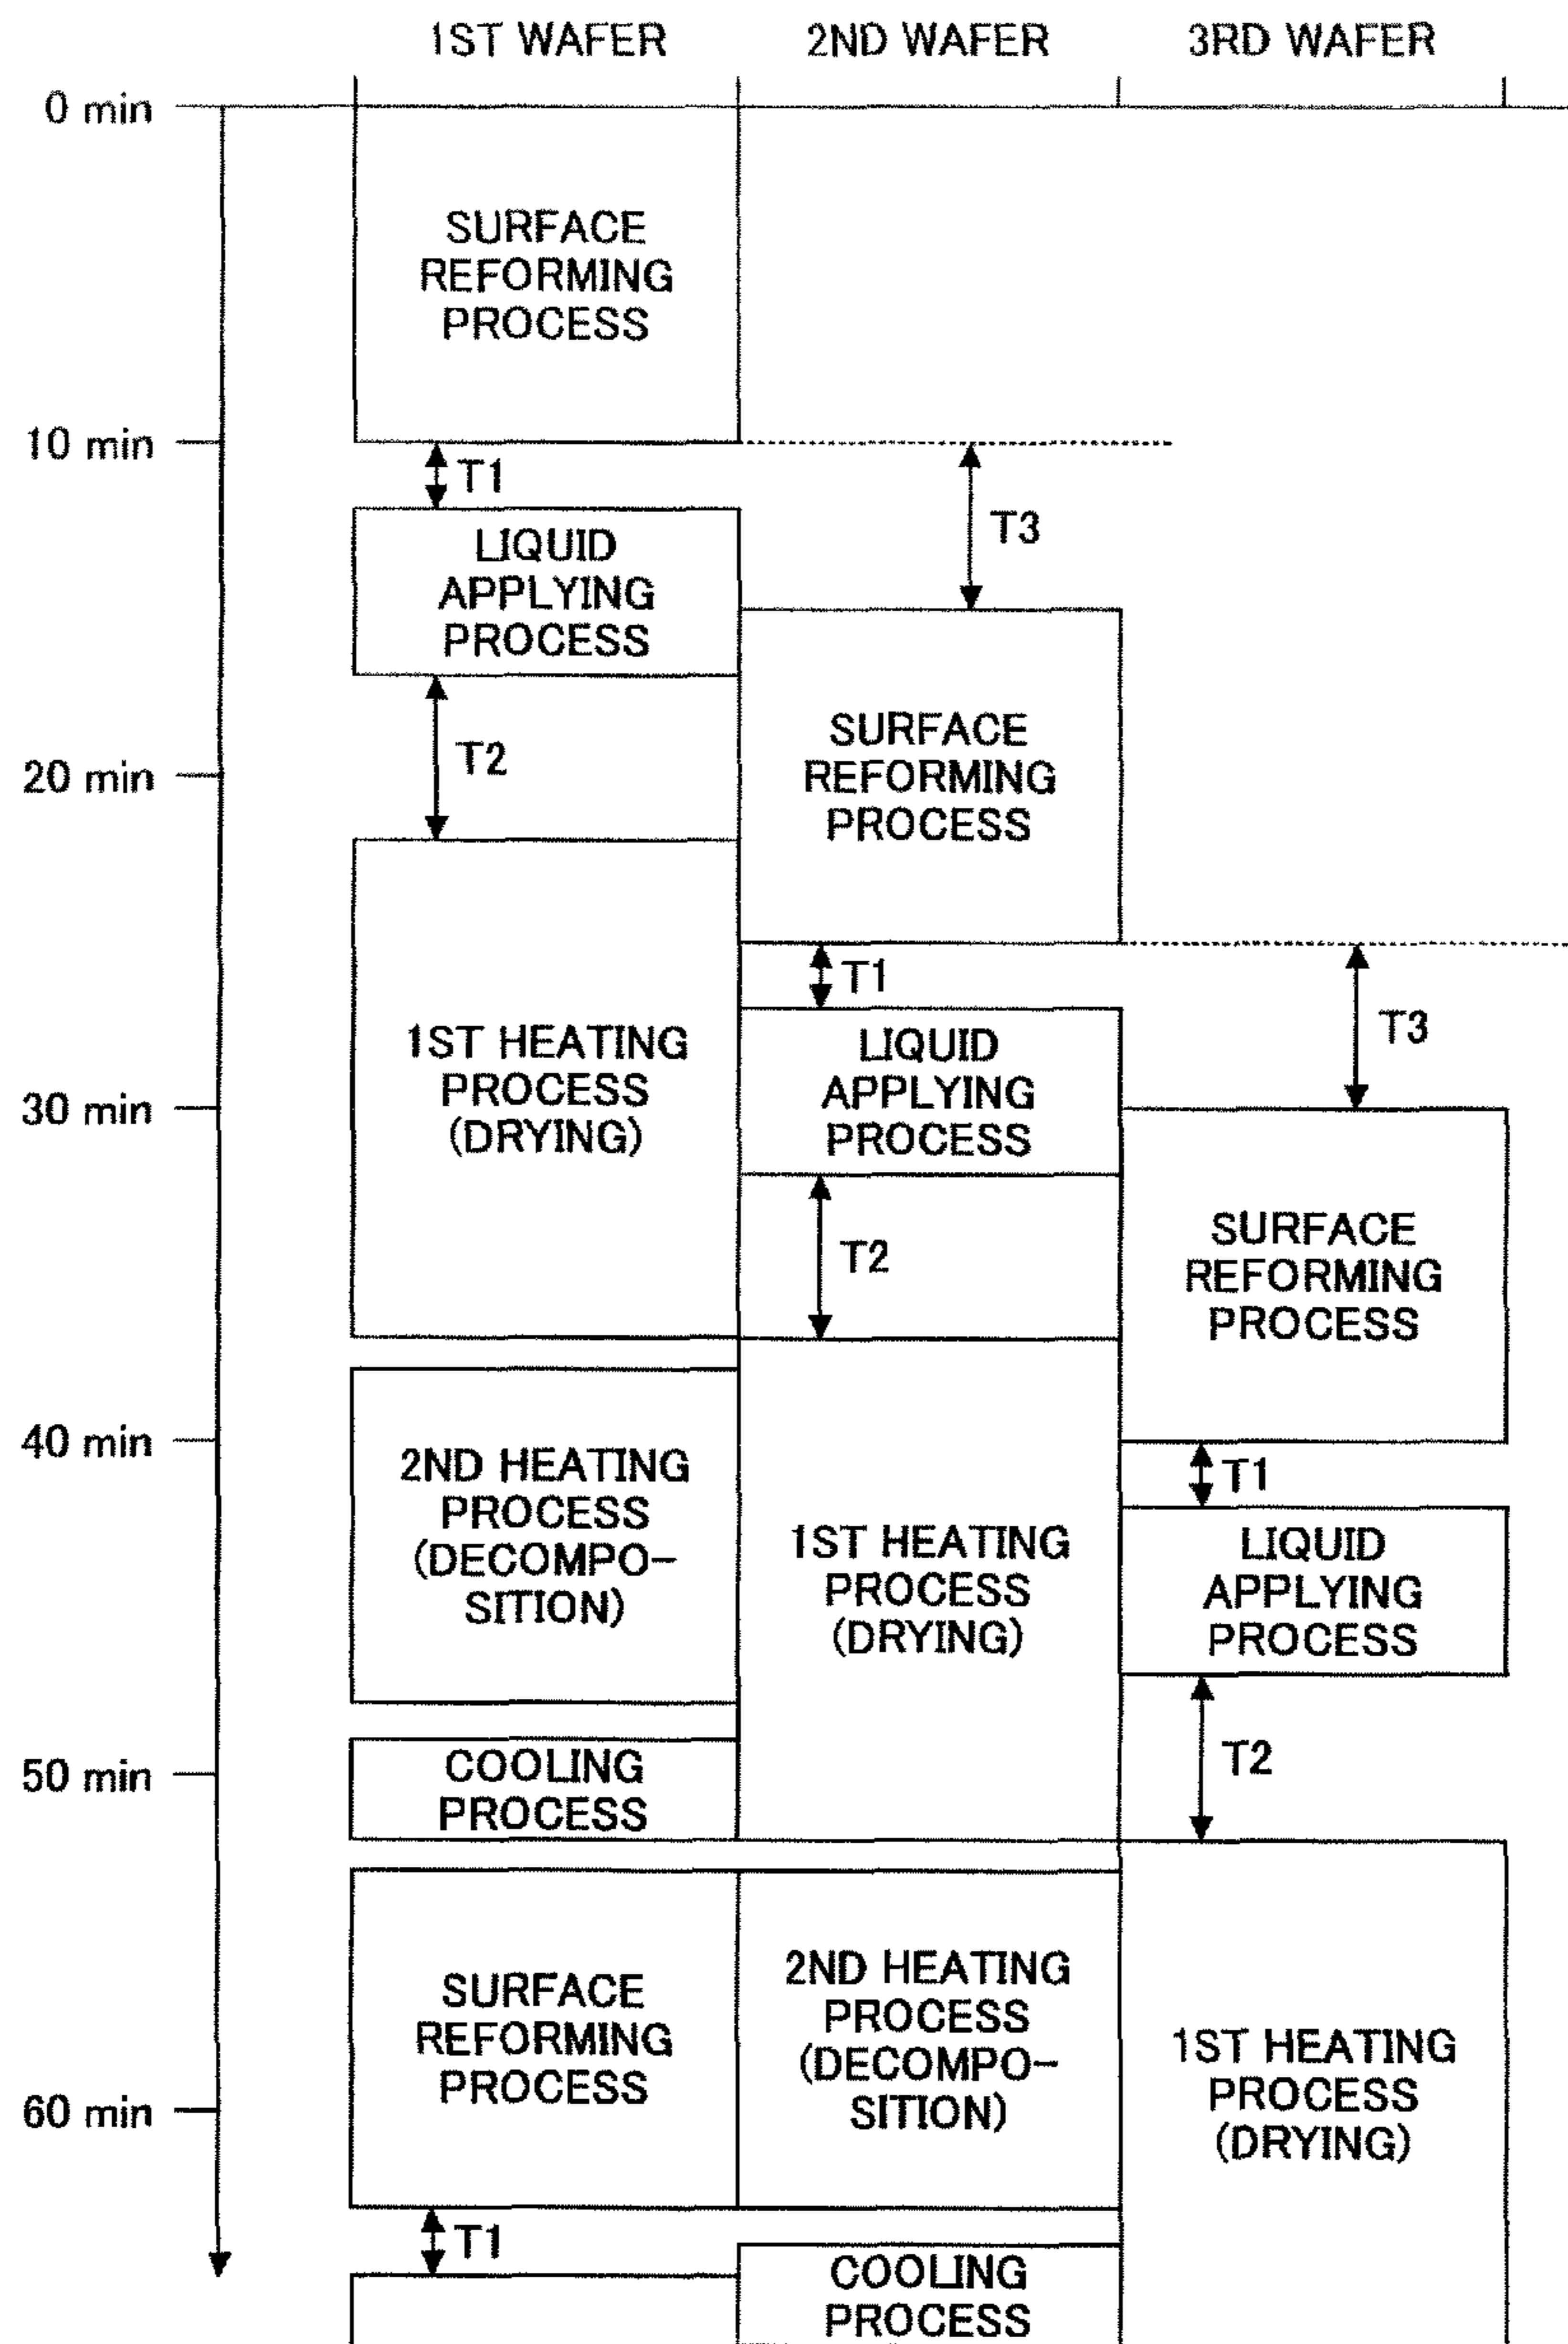 1ST WAFER
2ND WAFER
3RD WAFER
0 min
SURFACE
REFORMING
PROCESS
10 min
T1
T3
LIQUID
APPLYING
PROCESS
T2
SURFACE
REFORMING
PROCESS
20 min
T1
1ST HEATING
PROCESS
(DRYING)
LIQUID
APPLYING
PROCESS
T3
30 min
T2
SURFACE
REFORMING
PROCESS
40 min
2ND HEATING
PROCESS
(DECOMPO-
SITION)
1ST HEATING
PROCESS
(DRYING)
T1
LIQUID
APPLYING
PROCESS
50 min
COOLING
PROCESS
T2
SURFACE
REFORMING
PROCESS
2ND HEATING
PROCESS
(DECOMPO-
SITION)
1ST HEATING
PROCESS
(DRYING)
60 min
T1
COOLING
PROCESS